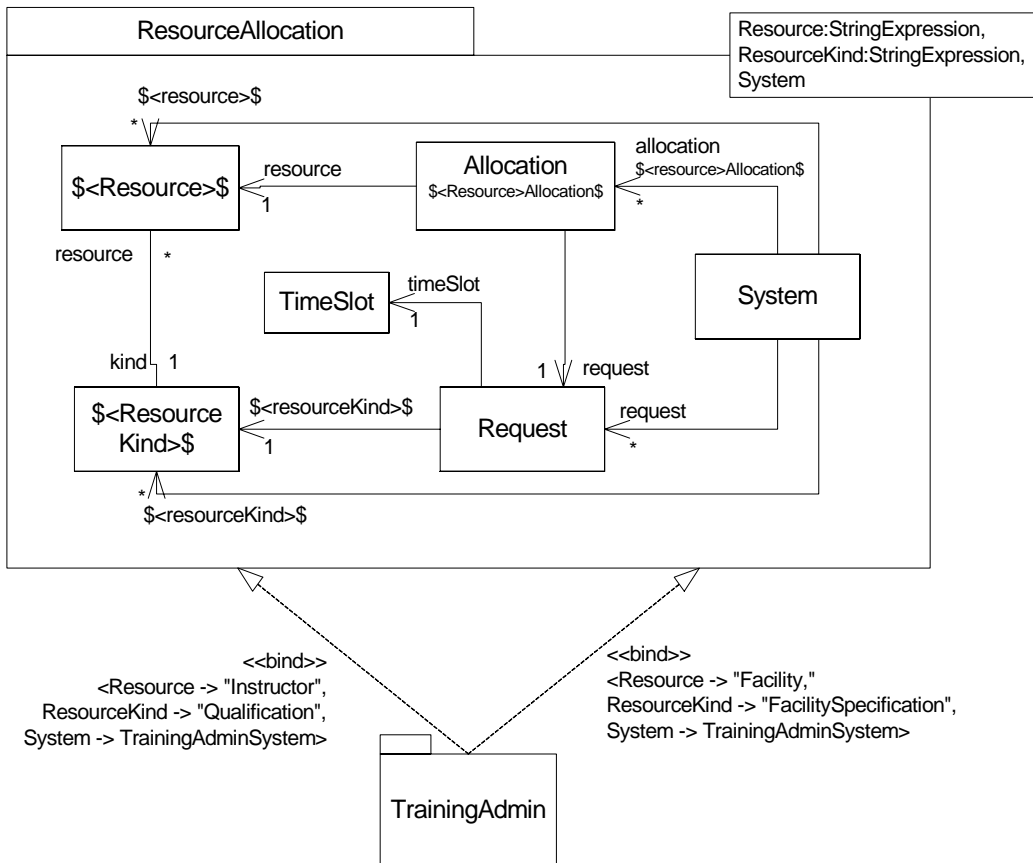 ResourceAllocation
Resource:StringExpression,
ResourceKind:StringExpression,
System
$<resource>$
*
$<Resource>$
resource
1
Allocation
$<Resource>Allocation$
allocation
$<resource>Allocation$
*
resource
*
TimeSlot
timeSlot
1
System
kind
1
1
request
$<Resource
Kind>$
$<resourceKind>$
1
Request
request
*
*
$<resourceKind>$
<<bind>>
<Resource -> "Instructor",
ResourceKind -> "Qualification",
System -> TrainingAdminSystem>
<<bind>>
<Resource -> "Facility,"
ResourceKind -> "FacilitySpecification",
System -> TrainingAdminSystem>
TrainingAdmin